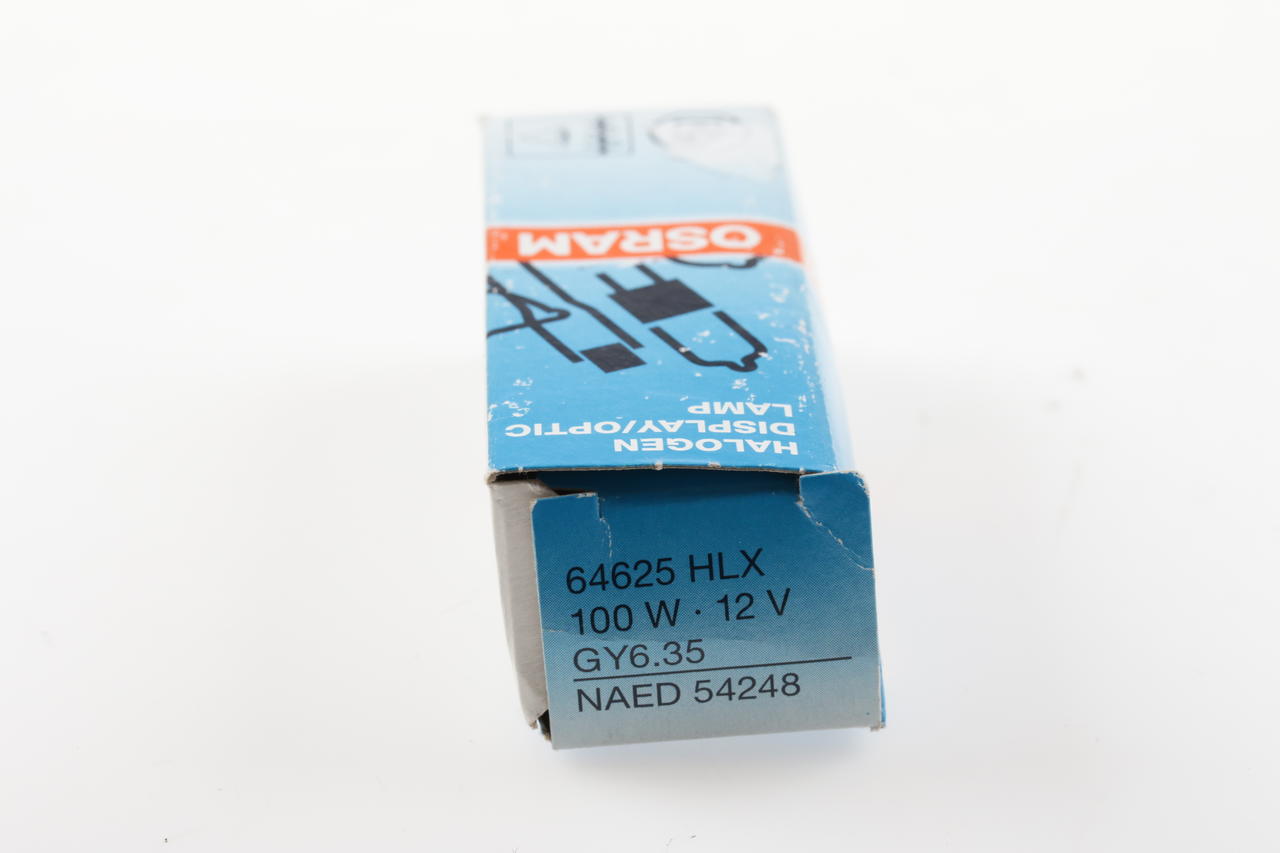 OSRAM
HALOGEN
DISPLAY/OPTIC
LAMP
64625 HLX
100 W · 12 V
GY6.35
NAED 54248